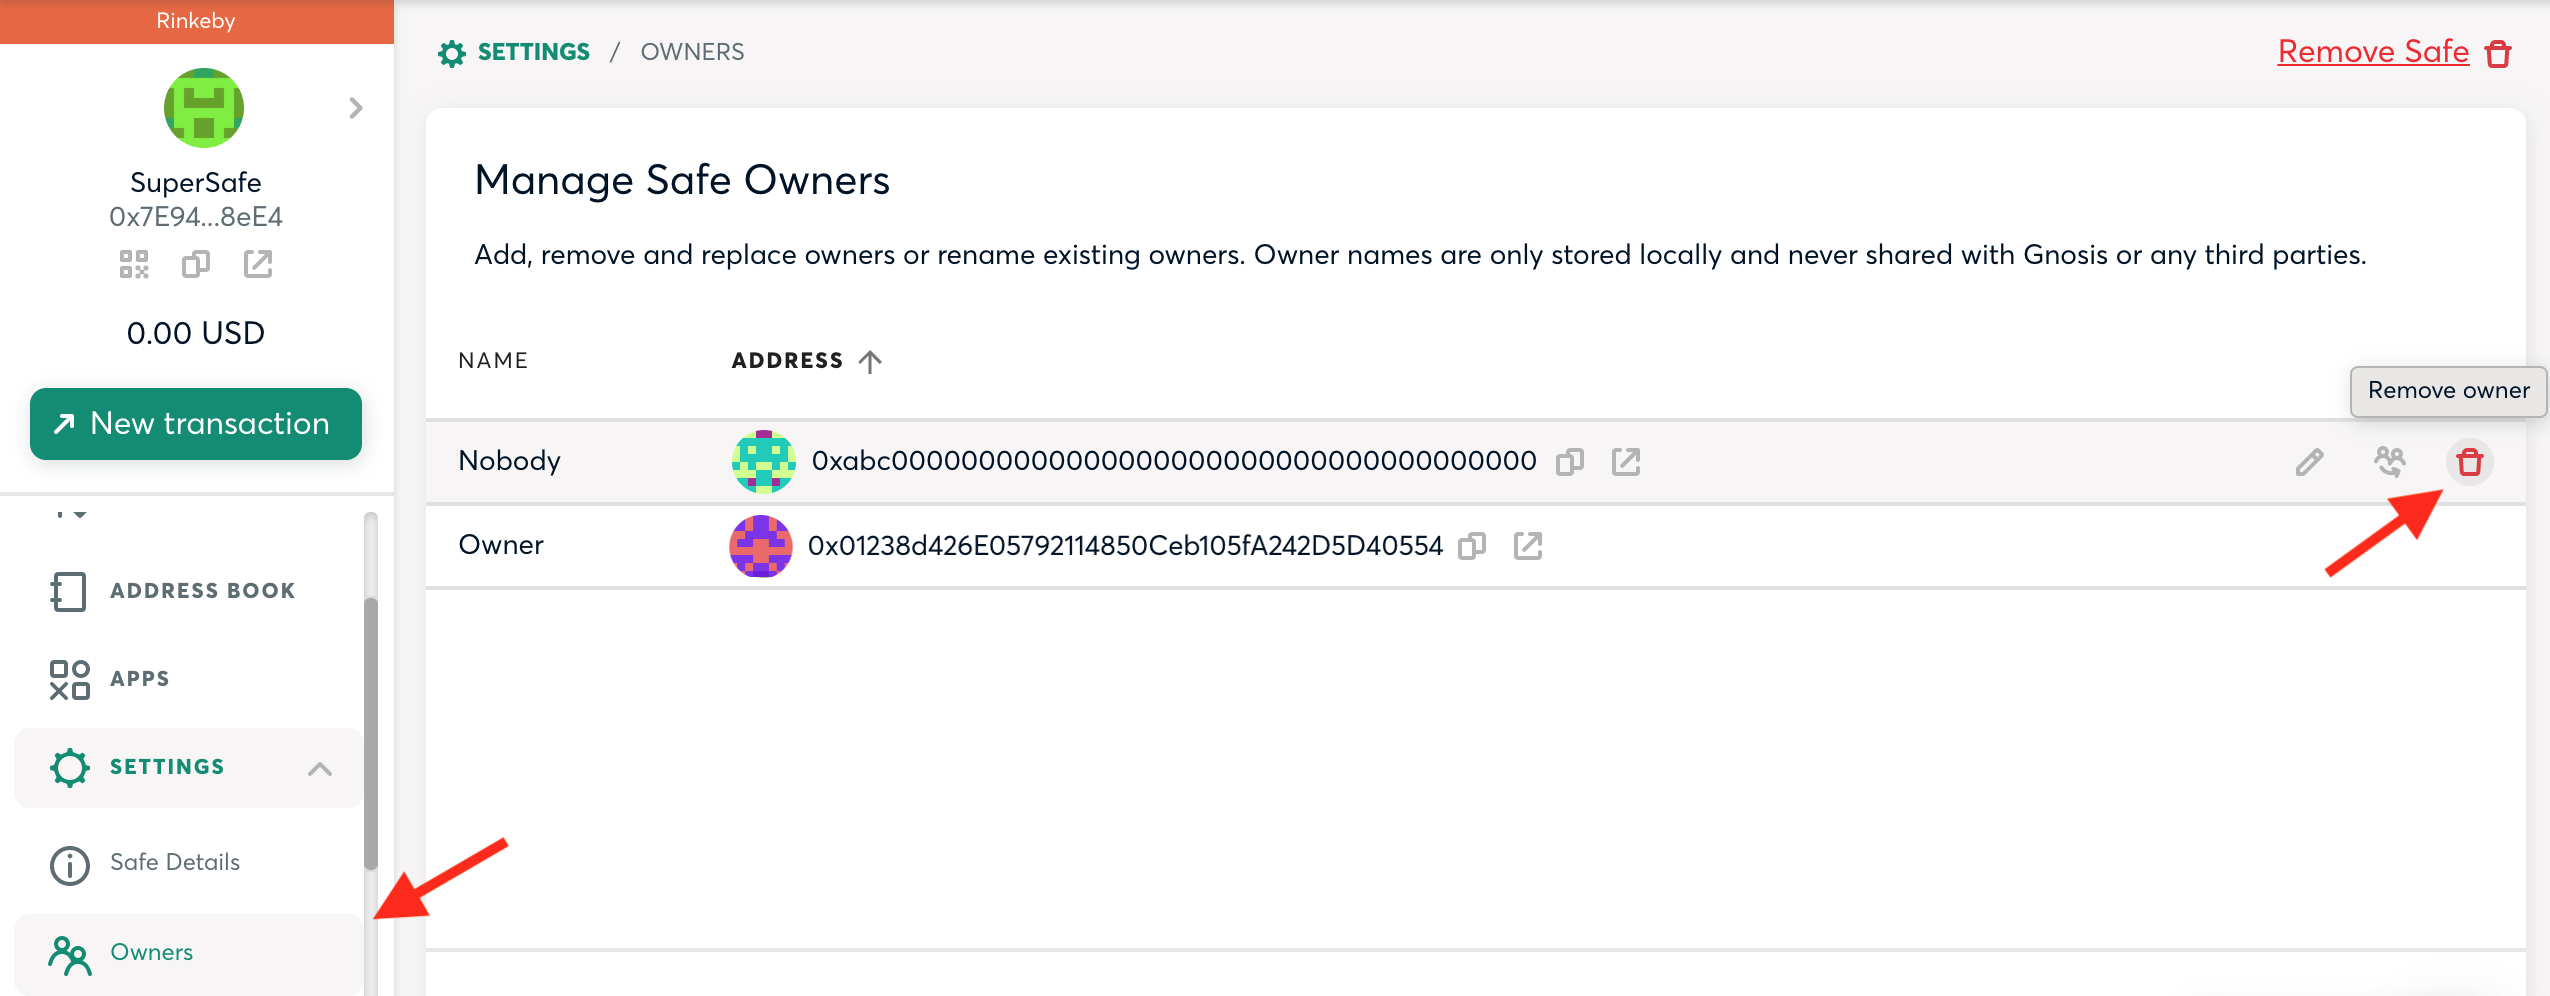 Rinkeby
SuperSafe
0x7E94...8eE4
0.00 USD
New transaction
ADDRESS BOOK
APPS
SETTINGS
Safe Details
Owners
SETTINGS / OWNERS
Remove Safe
Manage Safe Owners
Add, remove and replace owners or rename existing owners. Owner names are only stored locally and never shared with Gnosis or any third parties.
NAME ADDRESS
Remove owner
Nobody 0xabc0000000000000000000000000000000000000
Owner 0x01238d426E05792114850Ceb105fA242D5D40554